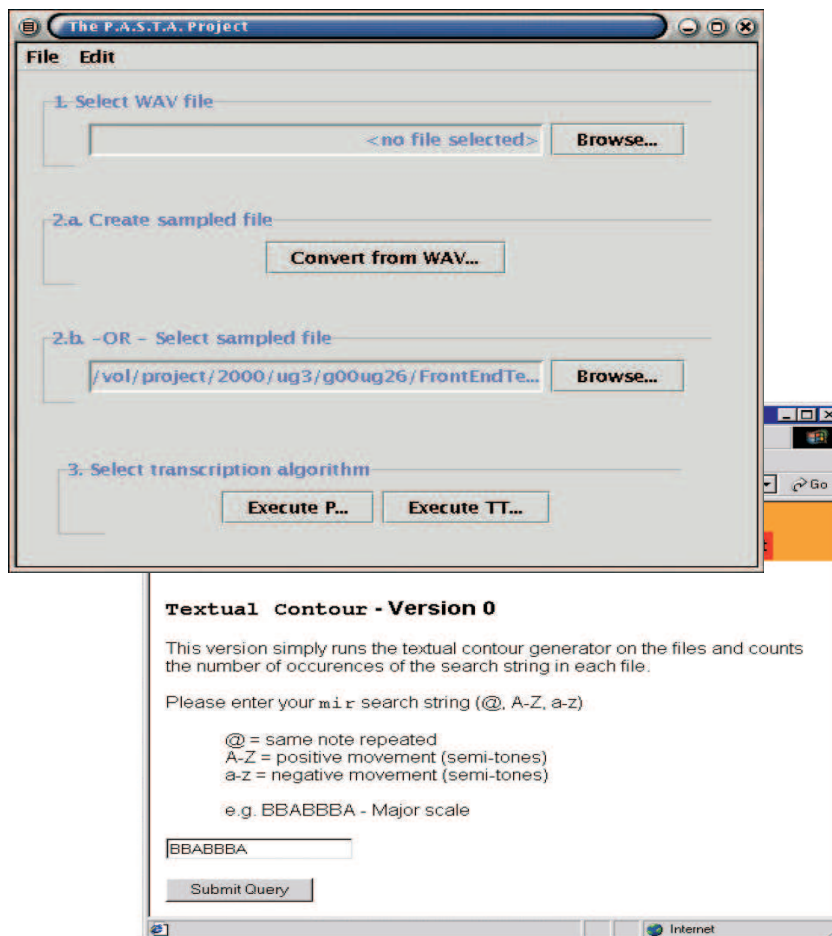 The P.A.S.T.A. Project
File Edit
1. Select WAV file
<no file selected> Browse...
2.a. Create sampled file
Convert from WAV...
2.b. -OR - Select sampled file
/vol/project/2000/ug3/g00ug26/FrontEndTe... Browse...
3. Select transcription algorithm
Execute P... Execute TT...
Go
Textual Contour - Version 0
This version simply runs the textual contour generator on the files and counts
the number of occurences of the search string in each file.
Please enter your mir search string (@, A-Z, a-z)
@ = same note repeated
A-Z = positive movement (semi-tones)
a-z = negative movement (semi-tones)
e.g. BBABBBA - Major scale
BBABBBA
Submit Query
Internet